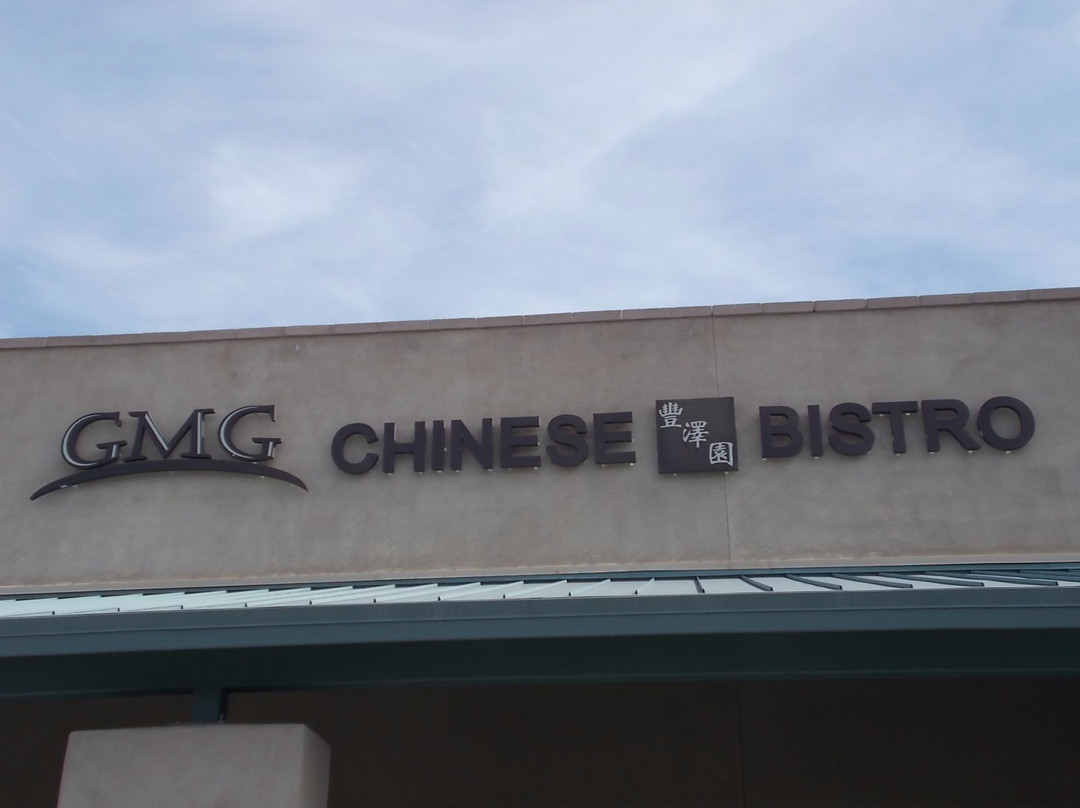 GMG CHINESE 豐澤園 BISTRO